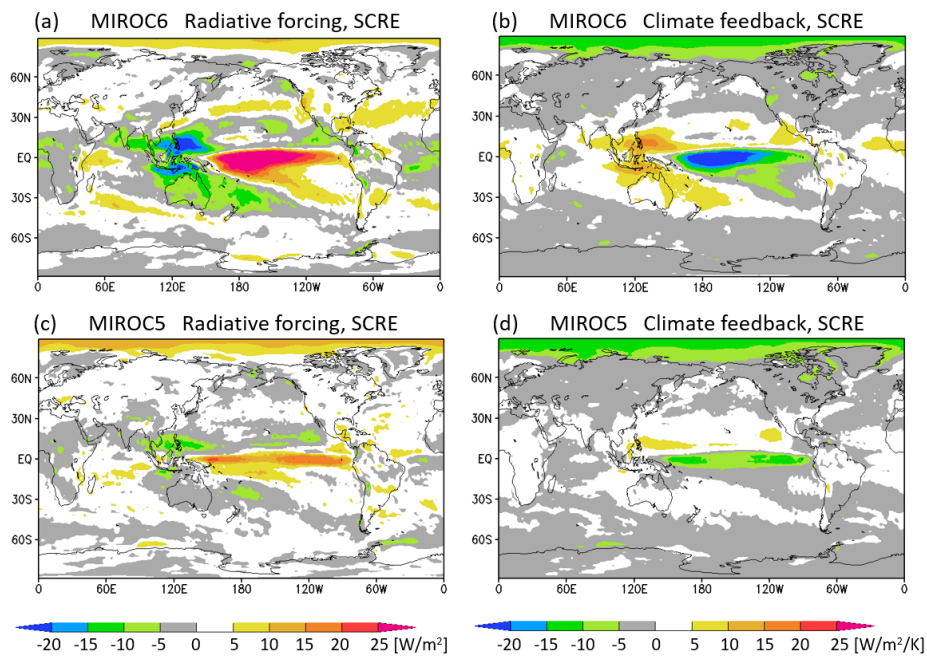 (a) MIROC6 Radiative forcing, SCRE
(b) MIROC6 Climate feedback, SCRE
60N
30N
EQ
30S
60S
0 60E 120E 180 120W 60W 0
60N
30N
EQ
30S
60S
0 60E 120E 180 120W 60W 0
(c) MIROC5 Radiative forcing, SCRE
(d) MIROC5 Climate feedback, SCRE
60N
30N
EQ
30S
60S
0 60E 120E 180 120W 60W 0
60N
30N
EQ
30S
60S
0 60E 120E 180 120W 60W 0
-20 -15 -10 -5 0 5 10 15 20 25 [W/m²]
-20 -15 -10 -5 0 5 10 15 20 25 [W/m²/K]